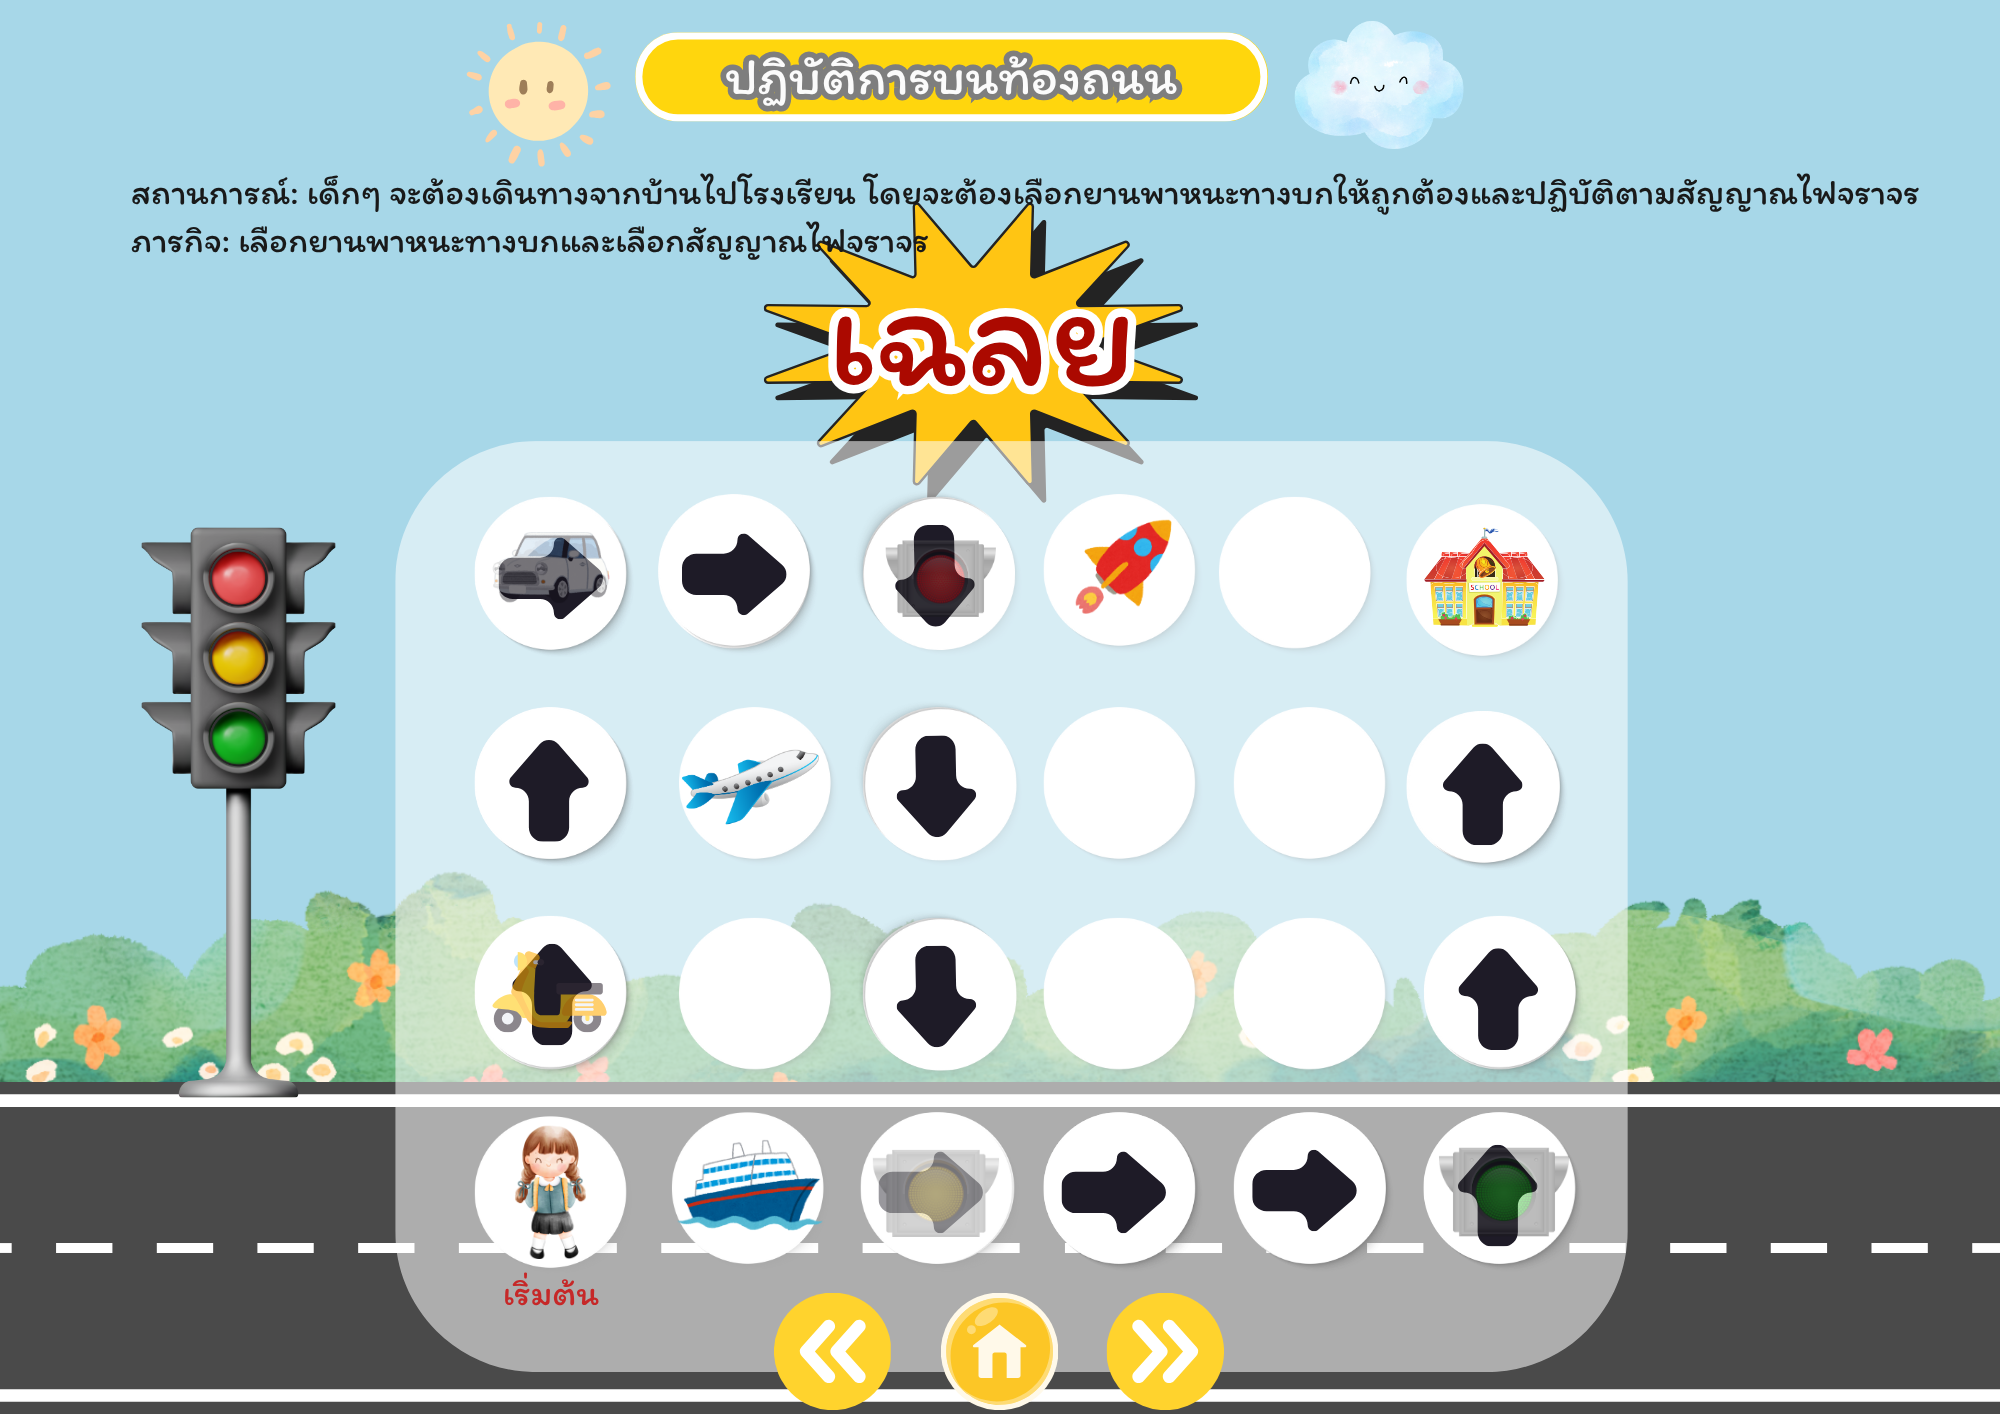 ปฏิบัติการบนท้องถนน
สถานการณ์: เด็กๆ จะต้องเดินทางจากบ้านไปโรงเรียน โดยจะต้องเลือกยานพาหนะทางบกให้ถูกต้องและปฏิบัติตามสัญญาณไฟจราจร
ภารกิจ: เลือกยานพาหนะทางบกและเลือกสัญญาณไฟจราจร
เฉลย
SCHOOL
เริ่มต้น